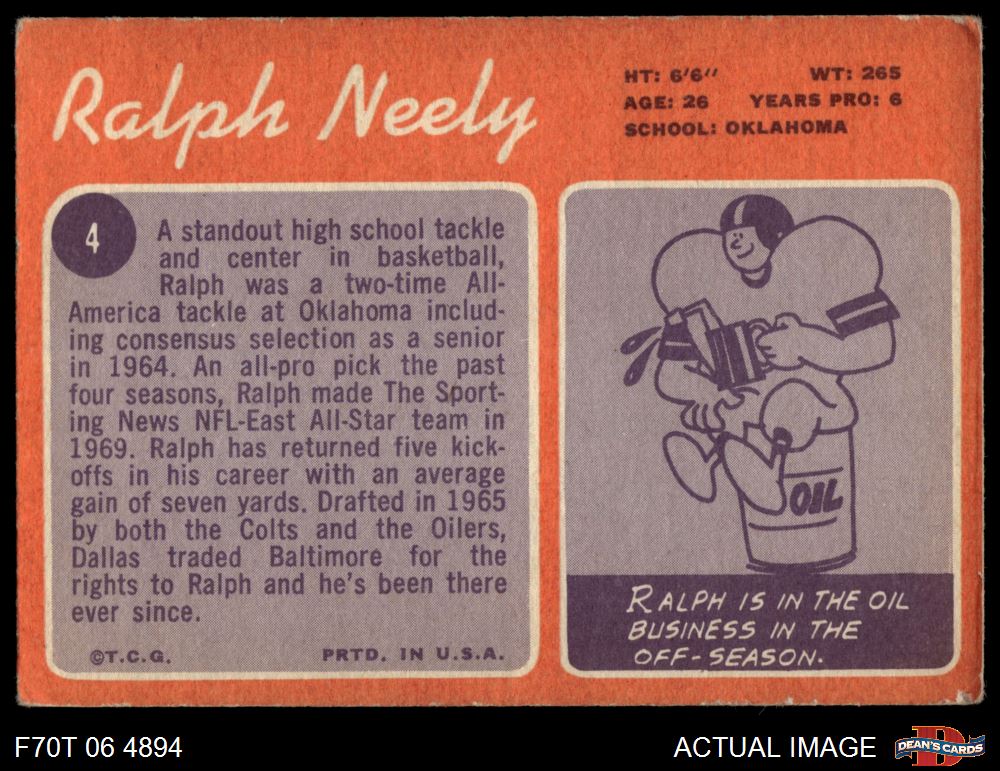 Ralph Neely
HT: 6'6" WT: 265
AGE: 26 YEARS PRO: 6
SCHOOL: OKLAHOMA
4
A standout high school tackle
and center in basketball,
Ralph was a two-time All-
America tackle at Oklahoma includ-
ing consensus selection as a senior
in 1964. An all-pro pick the past
four seasons, Ralph made The Sport-
ing News NFL-East All-Star team in
1969. Ralph has returned five kick-
offs in his career with an average
gain of seven yards. Drafted in 1965
by both the Colts and the Oilers,
Dallas traded Baltimore for the
rights to Ralph and he's been there
ever since.
©T.C.G. PRTD. IN U.S.A.
OIL
RALPH IS IN THE OIL
BUSINESS IN THE
OFF-SEASON.
F70T 06 4894
ACTUAL IMAGE
D
DEAN'S CARDS